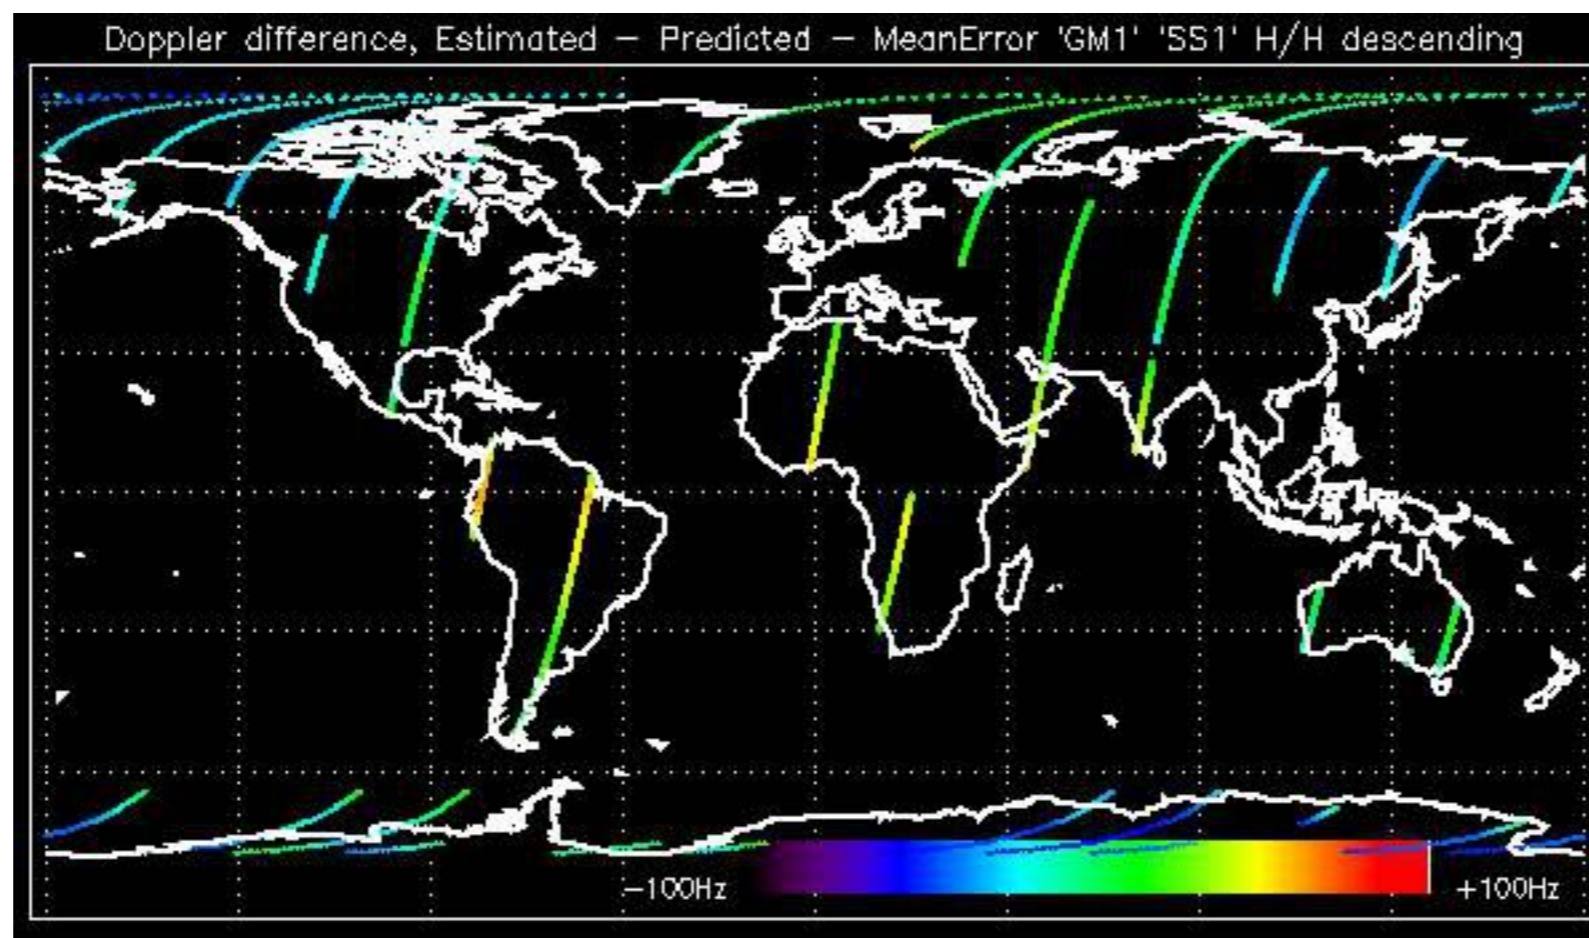 Doppler difference, Estimated - Predicted - MeanError 'GM1' 'SS1' H/H descending
-100Hz +100Hz